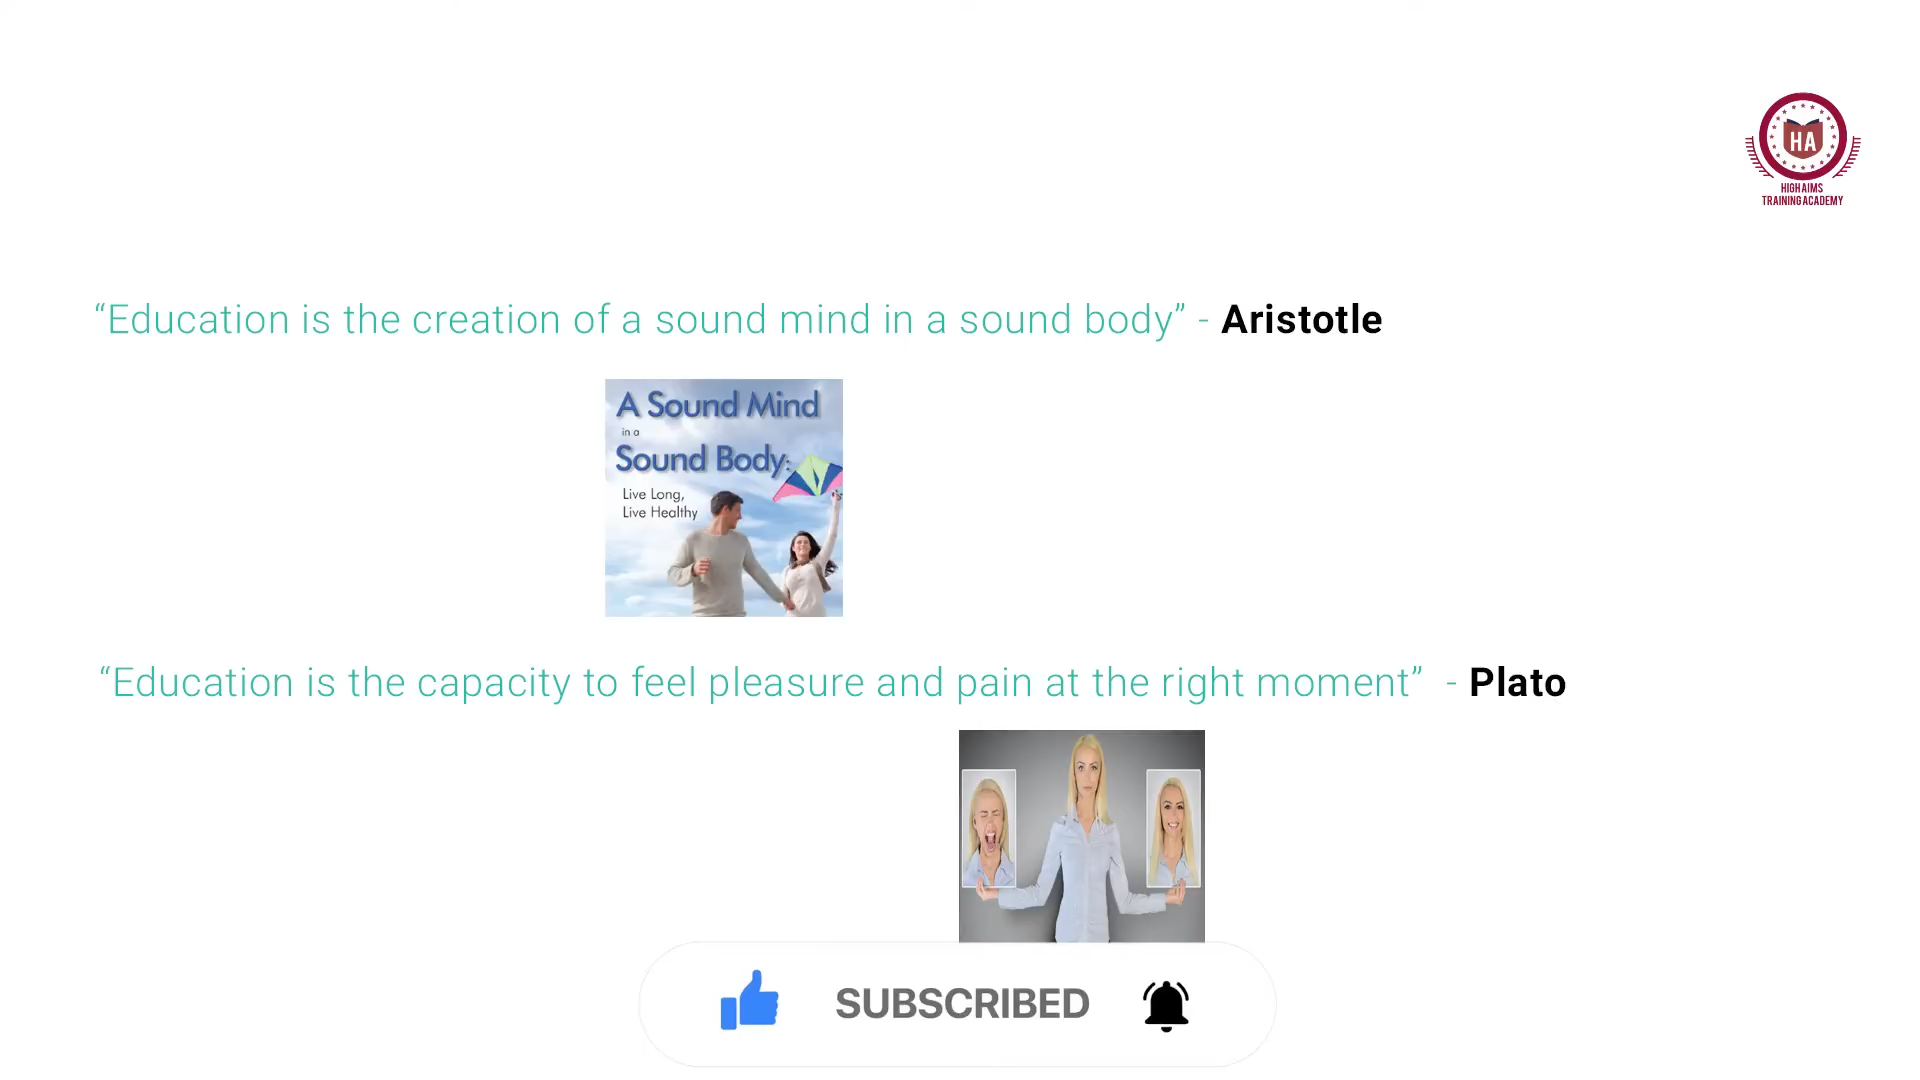 HA
HIGH AIMS
TRAINING ACADEMY
“Education is the creation of a sound mind in a sound body” - Aristotle
A Sound Mind
in a
Sound Body:
Live Long,
Live Healthy
“Education is the capacity to feel pleasure and pain at the right moment” - Plato
SUBSCRIBED